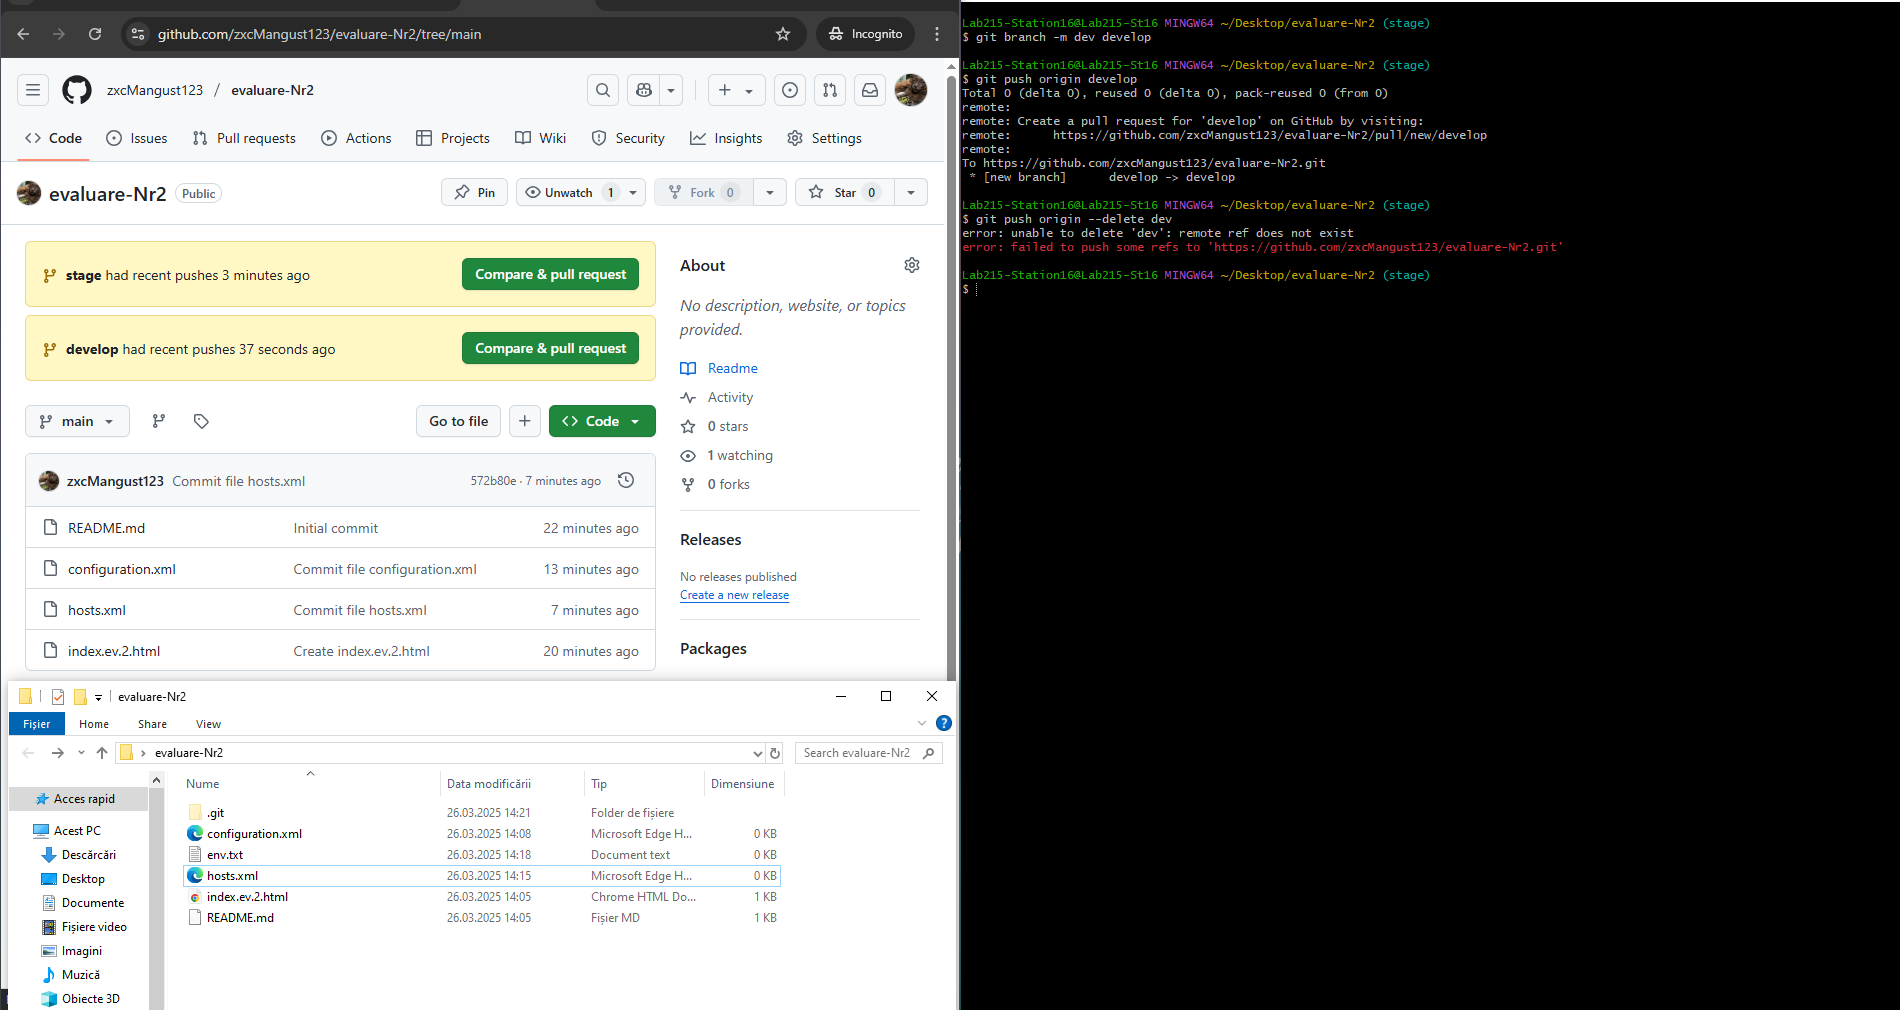 github.com/zxcMangust123/evaluare-Nr2/tree/main
Incognito
zxcMangust123 / evaluare-Nr2
Code Issues Pull requests Actions Projects Wiki Security Insights Settings
evaluare-Nr2 Public Pin Unwatch 1 Fork 0 Star 0
stage had recent pushes 3 minutes ago Compare & pull request
develop had recent pushes 37 seconds ago Compare & pull request
main Go to file Code
zxcMangust123 Commit file hosts.xml 572b80e · 7 minutes ago
README.md Initial commit 22 minutes ago
configuration.xml Commit file configuration.xml 13 minutes ago
hosts.xml Commit file hosts.xml 7 minutes ago
index.ev.2.html Create index.ev.2.html 20 minutes ago
About
No description, website, or topics
provided.
Readme
Activity
0 stars
1 watching
0 forks
Releases
No releases published
Create a new release
Packages
evaluare-Nr2
Fișier Home Share View
evaluare-Nr2 Search evaluare-Nr2
Acces rapid
Acest PC
Descărcări
Desktop
Documente
Fișiere video
Imagini
Muzică
Obiecte 3D
Nume Data modificării Tip Dimensiune
.git 26.03.2025 14:21 Folder de fișiere
configuration.xml 26.03.2025 14:08 Microsoft Edge H... 0 KB
env.txt 26.03.2025 14:18 Document text 0 KB
hosts.xml 26.03.2025 14:15 Microsoft Edge H... 0 KB
index.ev.2.html 26.03.2025 14:05 Chrome HTML Do... 1 KB
README.md 26.03.2025 14:05 Fișier MD 1 KB
Lab215-Station16@Lab215-St16 MINGW64 ~/Desktop/evaluare-Nr2 (stage)
$ git branch -m dev develop
Lab215-Station16@Lab215-St16 MINGW64 ~/Desktop/evaluare-Nr2 (stage)
$ git push origin develop
Total 0 (delta 0), reused 0 (delta 0), pack-reused 0 (from 0)
remote:
remote: Create a pull request for 'develop' on GitHub by visiting:
remote:      https://github.com/zxcMangust123/evaluare-Nr2/pull/new/develop
remote:
To https://github.com/zxcMangust123/evaluare-Nr2.git
 * [new branch]      develop -> develop
Lab215-Station16@Lab215-St16 MINGW64 ~/Desktop/evaluare-Nr2 (stage)
$ git push origin --delete dev
error: unable to delete 'dev': remote ref does not exist
error: failed to push some refs to 'https://github.com/zxcMangust123/evaluare-Nr2.git'
Lab215-Station16@Lab215-St16 MINGW64 ~/Desktop/evaluare-Nr2 (stage)
$